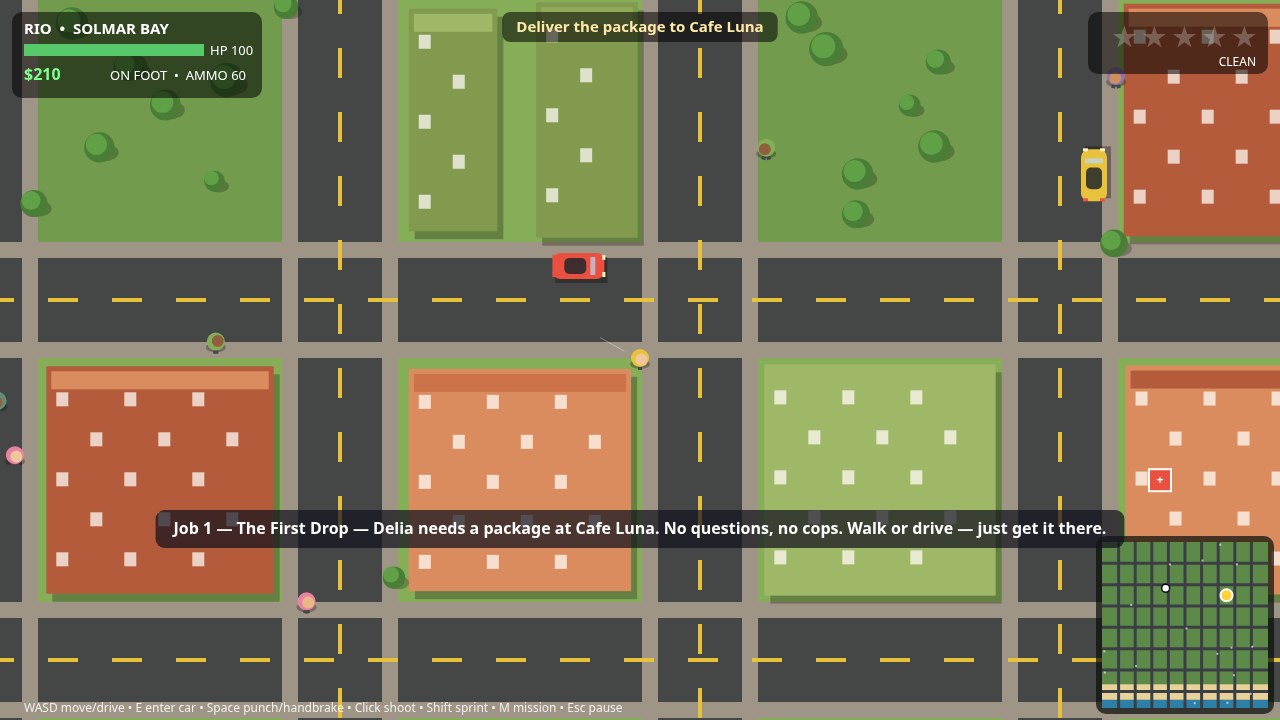 RIO • SOLMAR BAY
HP 100
$210
ON FOOT • AMMO 60
Deliver the package to Cafe Luna
CLEAN
Job 1 — The First Drop — Delia needs a package at Cafe Luna. No questions, no cops. Walk or drive — just get it there.
WASD move/drive • E enter car • Space punch/handbrake • Click shoot • Shift sprint • M mission • Esc pause